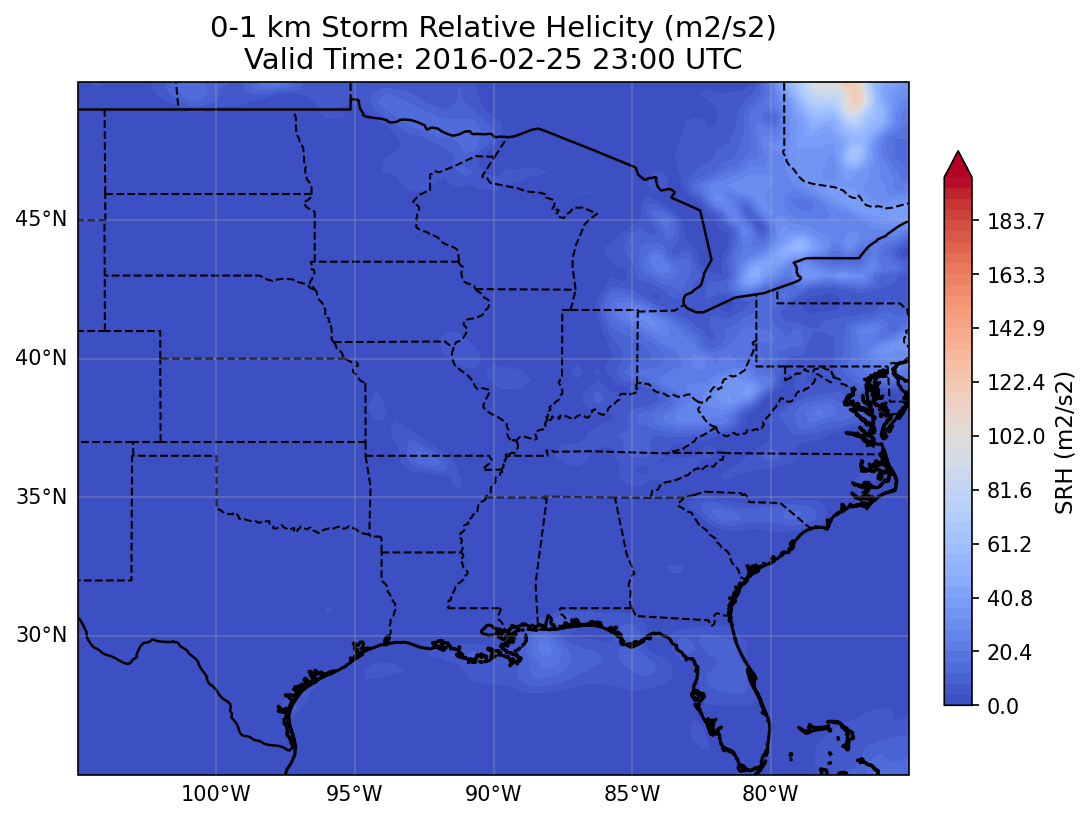 0-1 km Storm Relative Helicity (m2/s2)
Valid Time: 2016-02-25 23:00 UTC
45°N
40°N
35°N
30°N
100°W
95°W
90°W
85°W
80°W
183.7
163.3
142.9
122.4
102.0
81.6
61.2
40.8
20.4
0.0
SRH (m2/s2)